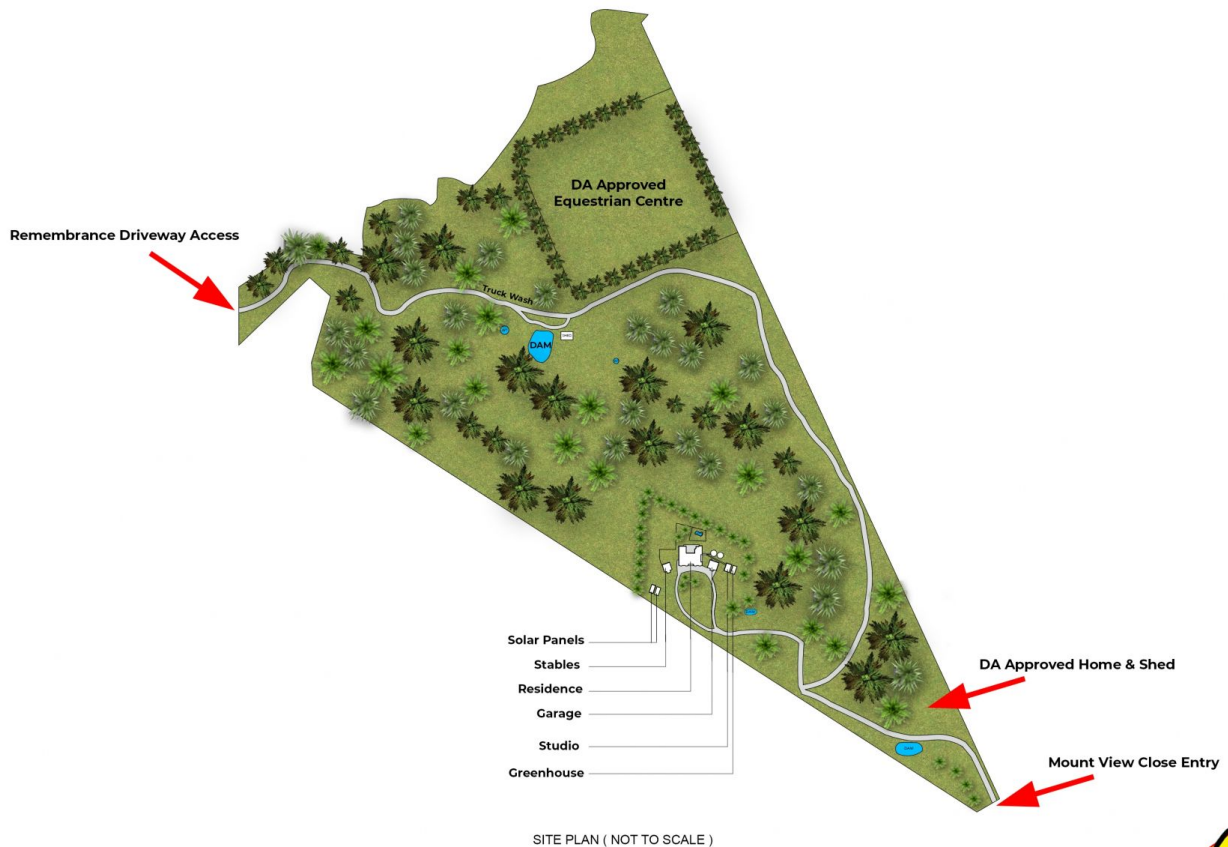 DA Approved
Equestrian Centre
Remembrance Driveway Access
Truck Wash
DAM
Solar Panels
Stables
Residence
Garage
Studio
Greenhouse
DA Approved Home & Shed
Mount View Close Entry
SITE PLAN ( NOT TO SCALE )